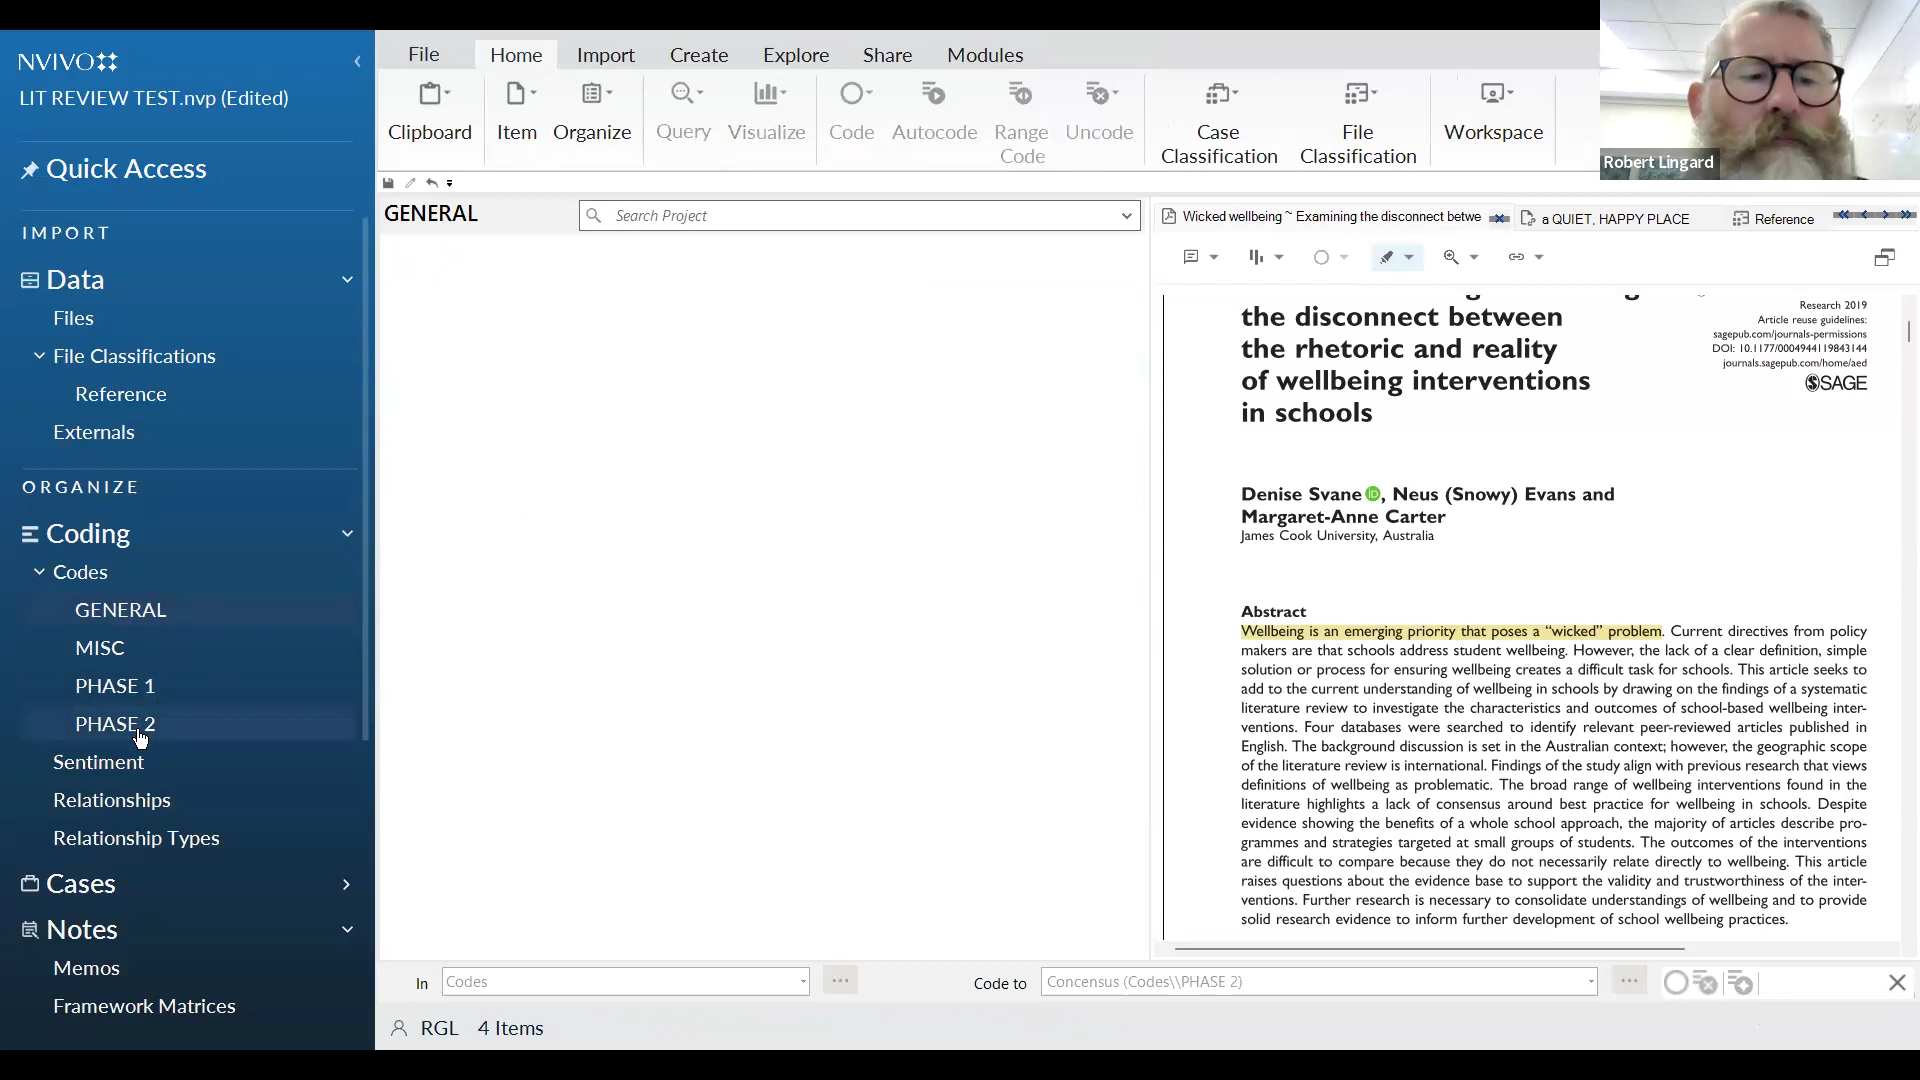 NVIVO
LIT REVIEW TEST.nvp (Edited)
Quick Access
IMPORT
Data
Files
File Classifications
Reference
Externals
ORGANIZE
Coding
Codes
GENERAL
MISC
PHASE 1
PHASE 2
Sentiment
Relationships
Relationship Types
Cases
Notes
Memos
Framework Matrices
File Home Import Create Explore Share Modules
Clipboard Item Organize Query Visualize Code Autocode Range Code Uncode Case Classification File Classification Workspace
Robert Lingard
GENERAL
Search Project
Wicked wellbeing ~ Examining the disconnect betwe
a QUIET, HAPPY PLACE
Reference
the disconnect between
the rhetoric and reality
of wellbeing interventions
in schools
Research 2019
Article reuse guidelines:
sagepub.com/journals-permissions
DOI: 10.1177/0004944119843144
journals.sagepub.com/home/aed
SAGE
Denise Svane iD, Neus (Snowy) Evans and
Margaret-Anne Carter
James Cook University, Australia
Abstract
Wellbeing is an emerging priority that poses a “wicked” problem. Current directives from policy
makers are that schools address student wellbeing. However, the lack of a clear definition, simple
solution or process for ensuring wellbeing creates a difficult task for schools. This article seeks to
add to the current understanding of wellbeing in schools by drawing on the findings of a systematic
literature review to investigate the characteristics and outcomes of school-based wellbeing inter-
ventions. Four databases were searched to identify relevant peer-reviewed articles published in
English. The background discussion is set in the Australian context; however, the geographic scope
of the literature review is international. Findings of the study align with previous research that views
definitions of wellbeing as problematic. The broad range of wellbeing interventions found in the
literature highlights a lack of consensus around best practice for wellbeing in schools. Despite
evidence showing the benefits of a whole school approach, the majority of articles describe pro-
grammes and strategies targeted at small groups of students. The outcomes of the interventions
are difficult to compare because they do not necessarily relate directly to wellbeing. This article
raises questions about the evidence base to support the validity and trustworthiness of the inter-
ventions. Further research is necessary to consolidate understandings of wellbeing and to provide
solid research evidence to inform further development of school wellbeing practices.
In Codes ... Code to Concensus (Codes\\PHASE 2) ...
RGL 4 Items